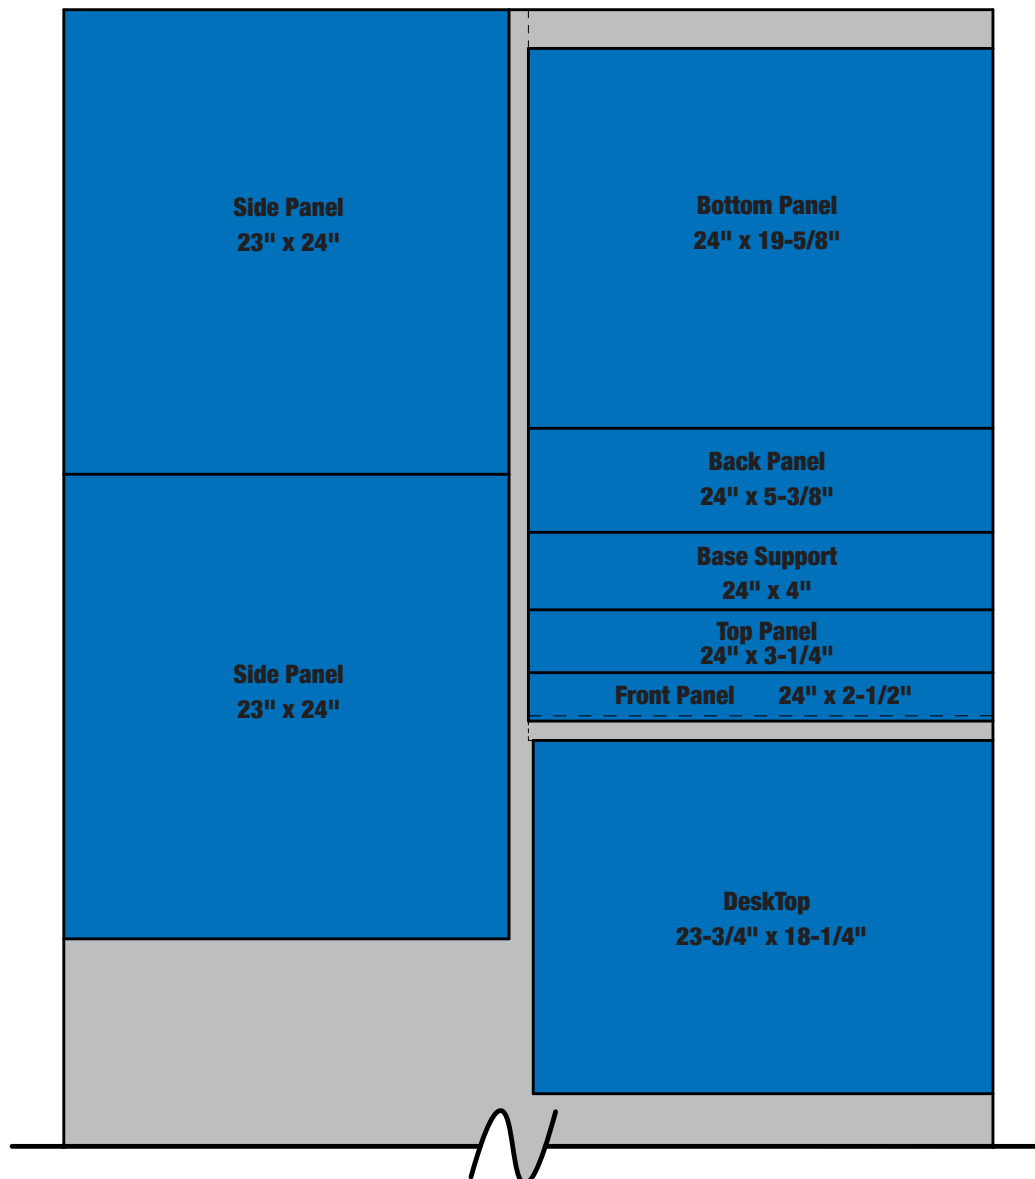 Side Panel
23" x 24"
Bottom Panel
24" x 19-5/8"
Back Panel
24" x 5-3/8"
Base Support
24" x 4"
Top Panel
24" x 3-1/4"
Side Panel
23" x 24"
Front Panel 24" x 2-1/2"
DeskTop
23-3/4" x 18-1/4"